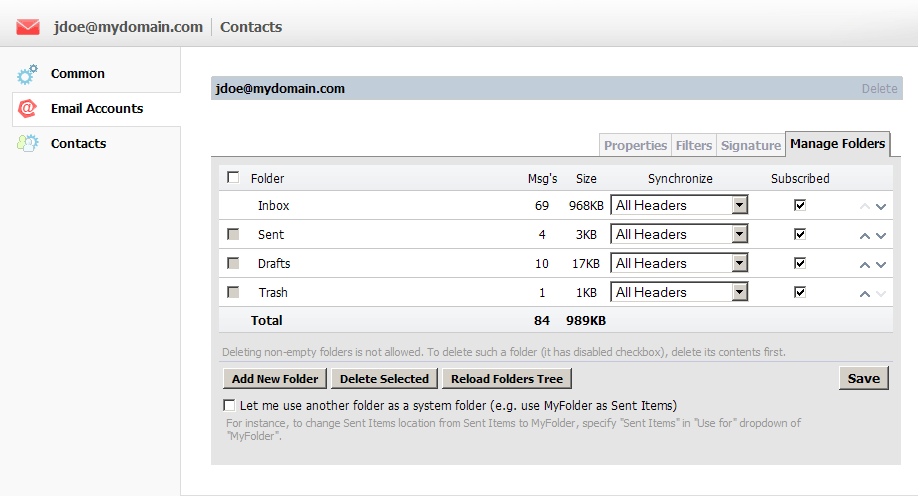 jdoe@mydomain.com | Contacts
Common
Email Accounts
Contacts
jdoe@mydomain.com Delete
Properties Filters Signature Manage Folders
Folder Msg's Size Synchronize Subscribed
Inbox 69 968KB All Headers
Sent 4 3KB All Headers
Drafts 10 17KB All Headers
Trash 1 1KB All Headers
Total 84 989KB
Deleting non-empty folders is not allowed. To delete such a folder (it has disabled checkbox), delete its contents first.
Add New Folder Delete Selected Reload Folders Tree Save
Let me use another folder as a system folder (e.g. use MyFolder as Sent Items)
For instance, to change Sent Items location from Sent Items to MyFolder, specify "Sent Items" in "Use for" dropdown of
"MyFolder".